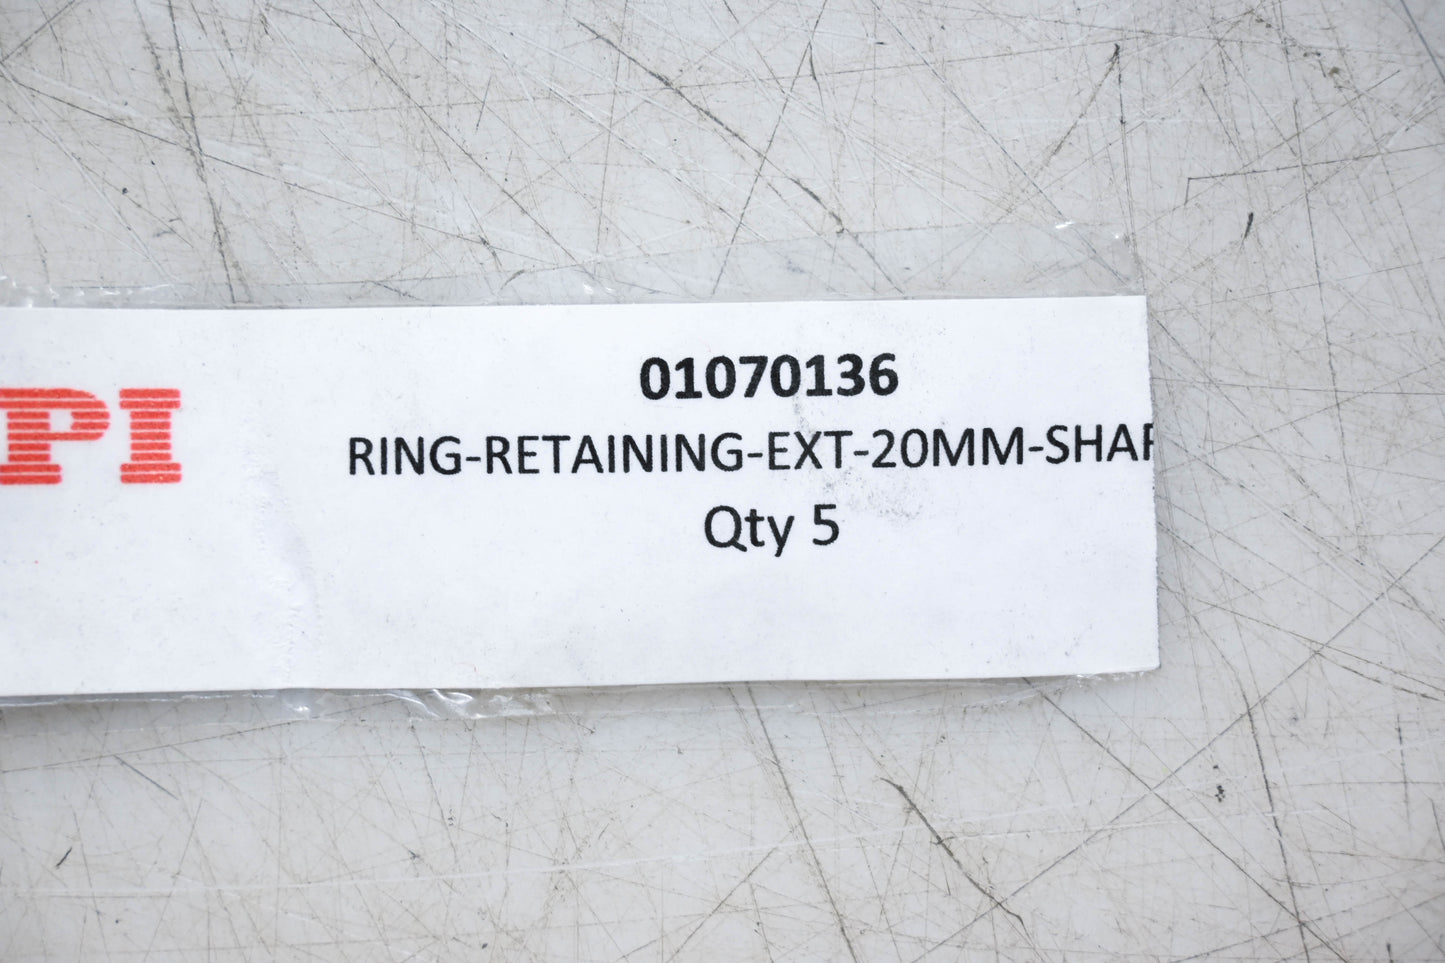 PI
01070136
RING-RETAINING-EXT-20MM-SHAF
Qty 5